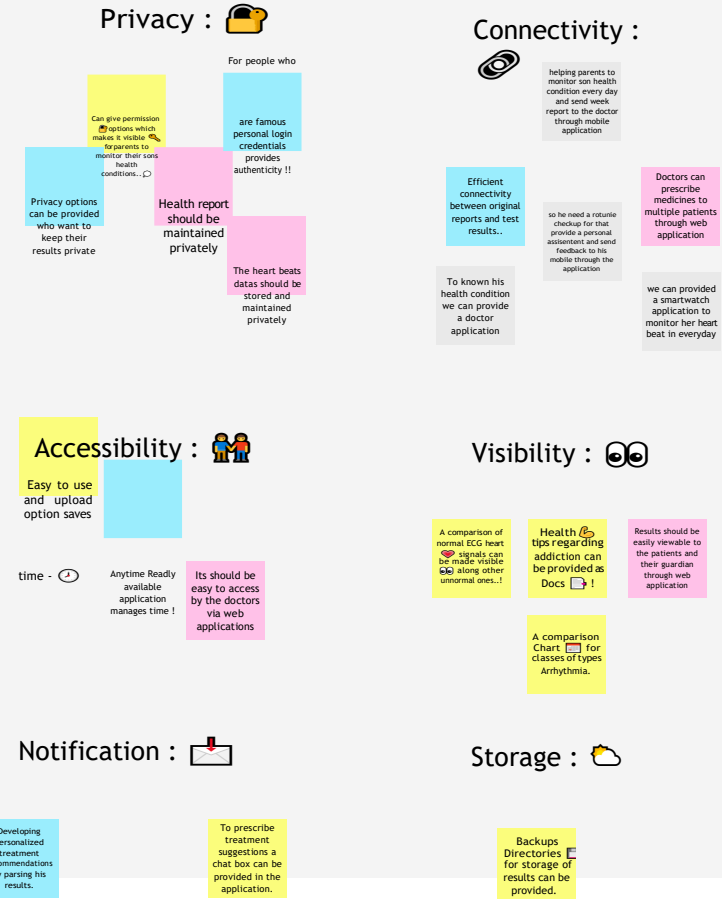 Privacy :
For people who
are famous
personal login
credentials
provides
authenticity !!
Can give permission
options which
makes it visible
forparents to
monitor their sons
health
conditions..
Privacy options
can be provided
who want to
keep their
results private
Health report
should be
maintained
privately
The heart beats
datas should be
stored and
maintained
privately
Connectivity :
helping parents to
monitor son health
condition every day
and send week
report to the doctor
through mobile
application
Efficient
connectivity
between original
reports and test
results..
so he need a rotunie
checkup for that
provide a personal
assisentent and send
feedback to his
mobile through the
application
Doctors can
prescribe
medicines to
multiple patients
through web
application
To known his
health condition
we can provide
a doctor
application
we can provided
a smartwatch
application to
monitor her heart
beat in everyday
Accessibility :
Easy to use
and upload
option saves
time -
Anytime Readly
available
application
manages time !
Its should be
easy to access
by the doctors
via web
applications
Visibility :
A comparison of
normal ECG heart
signals can
be made visible
along other
unnormal ones..!
Health
tips regarding
addiction can
be provided as
Docs !
Results should be
easily viewable to
the patients and
their guardian
through web
application
A comparison
Chart for
classes of types
Arrhythmia.
Notification :
Developing
ersonalized
treatment
ommendations
parsing his
results.
To prescribe
treatment
suggestions a
chat box can be
provided in the
application.
Storage :
Backups
Directories
for storage of
results can be
provided.